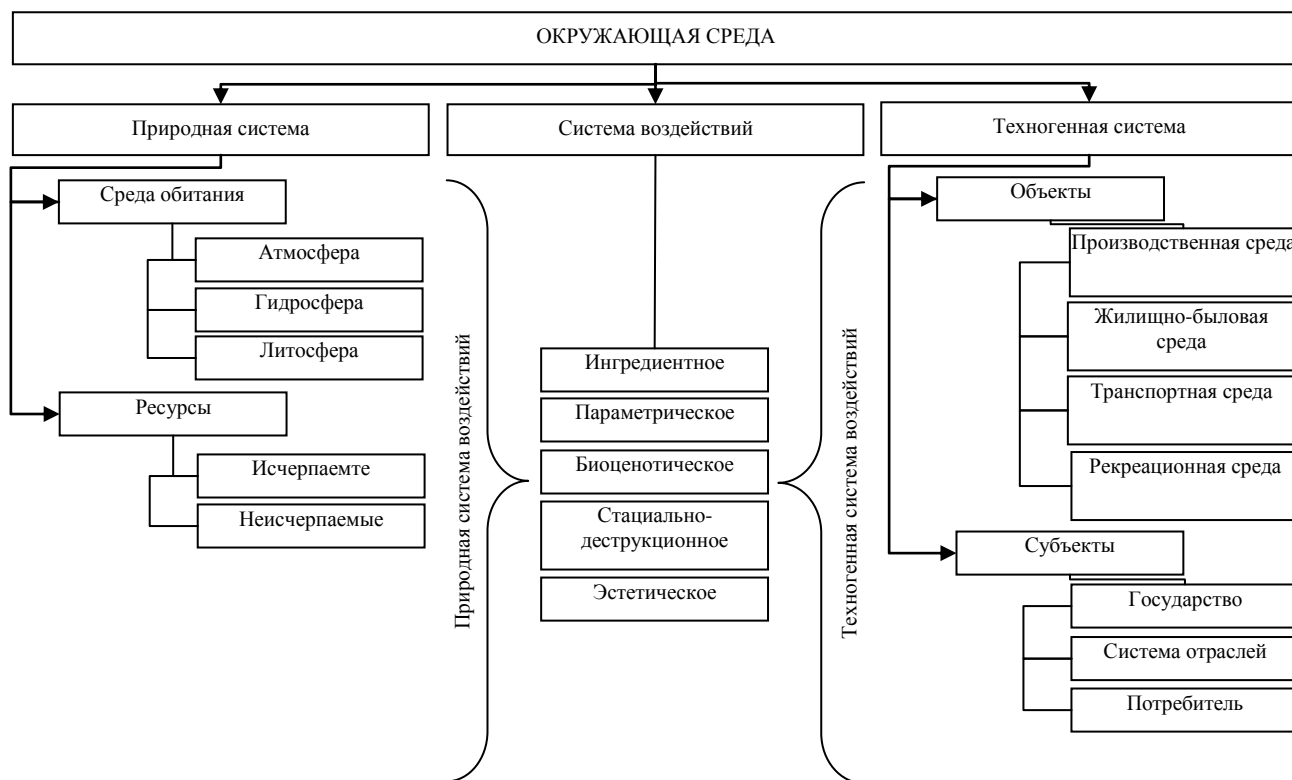 ОКРУЖАЮЩАЯ СРЕДА
Природная система
Система воздействий
Техногенная система
Среда обитания
Атмосфера
Гидросфера
Литосфера
Ресурсы
Исчерпаемте
Неисчерпаемые
Природная система воздействий
Ингредиентное
Параметрическое
Биоценотическое
Стациально-
деструкционное
Эстетическое
Техногенная система воздействий
Объекты
Производственная среда
Жилищно-быловая
среда
Транспортная среда
Рекреационная среда
Субъекты
Государство
Система отраслей
Потребитель